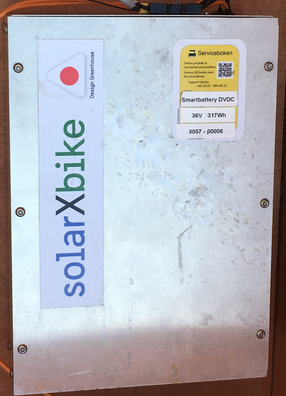 solarXbike
Design Greenhouse
Serviceboken
Smartbattery DVDC
36V 317Wh
X057 - β0006